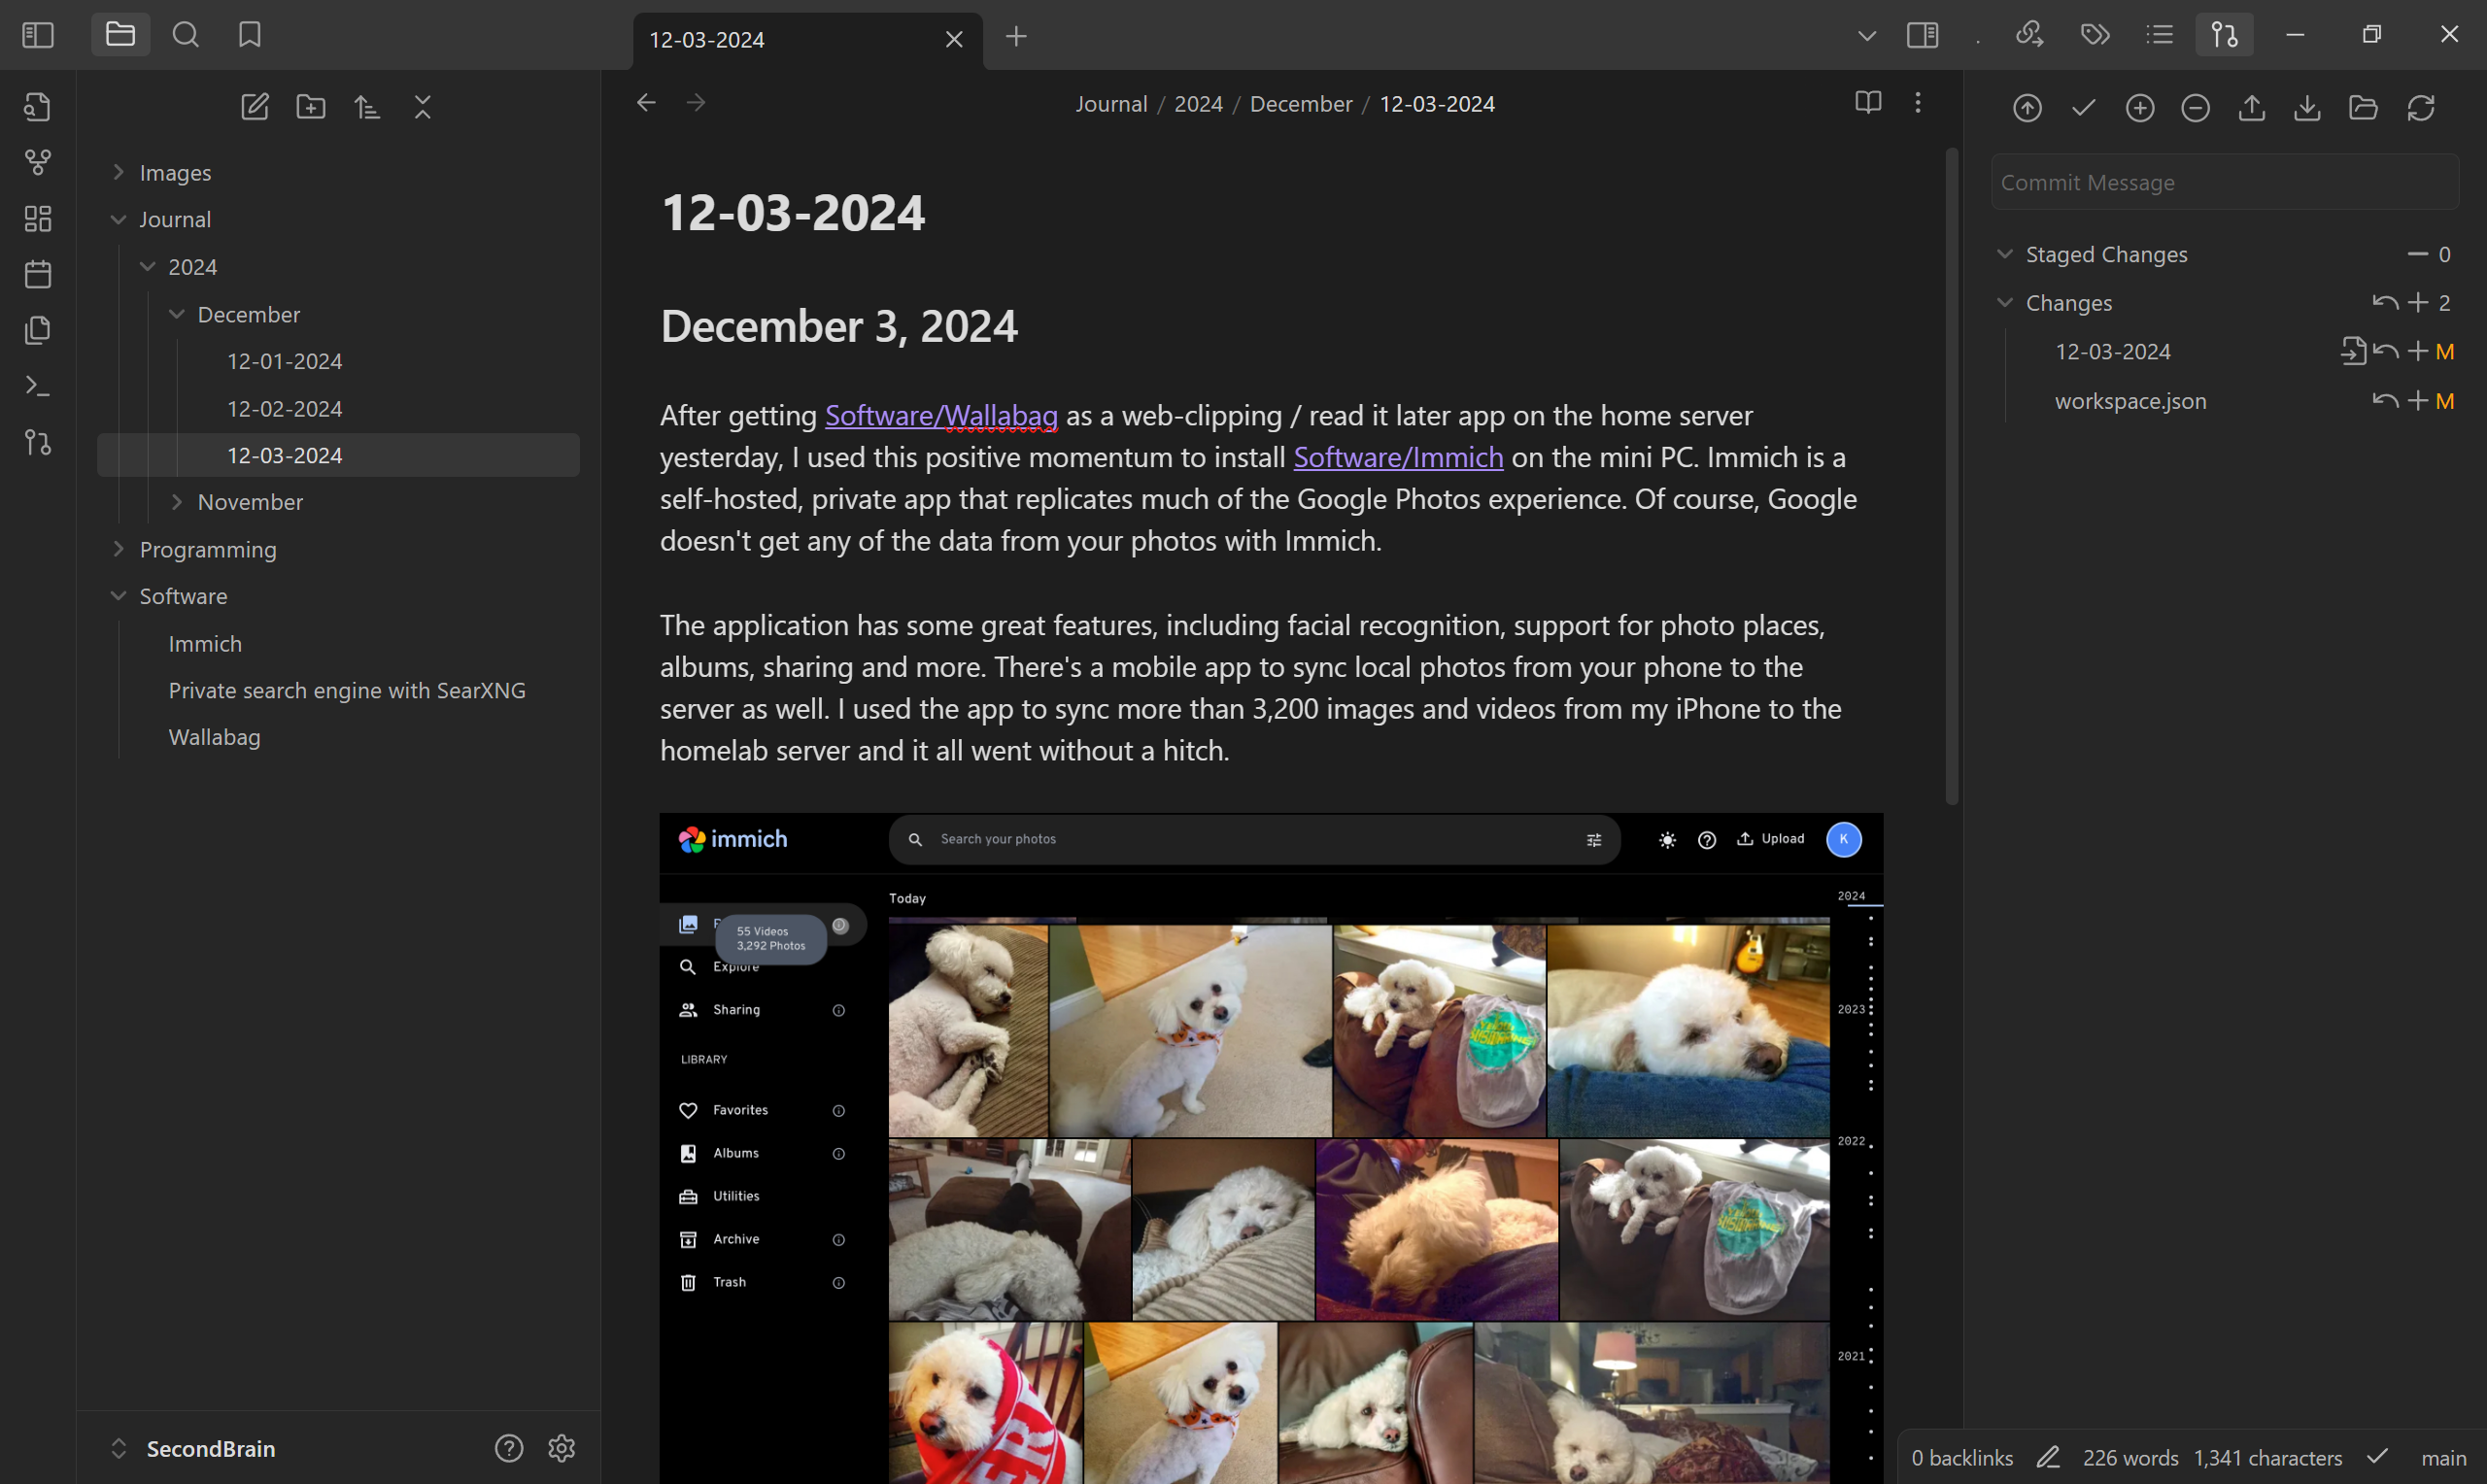 12-03-2024
Journal / 2024 / December / 12-03-2024
Images
Journal
2024
December
12-01-2024
12-02-2024
12-03-2024
November
Programming
Software
Immich
Private search engine with SearXNG
Wallabag
SecondBrain
12-03-2024
December 3, 2024
After getting Software/Wallabag as a web-clipping / read it later app on the home server
yesterday, I used this positive momentum to install Software/Immich on the mini PC. Immich is a
self-hosted, private app that replicates much of the Google Photos experience. Of course, Google
doesn't get any of the data from your photos with Immich.
The application has some great features, including facial recognition, support for photo places,
albums, sharing and more. There's a mobile app to sync local photos from your phone to the
server as well. I used the app to sync more than 3,200 images and videos from my iPhone to the
homelab server and it all went without a hitch.
immich
Search your photos
Upload
K
Today
55 Videos
3,292 Photos
Explore
Sharing
LIBRARY
Favorites
Albums
Utilities
Archive
Trash
2024
2023
2022
2021
Commit Message
Staged Changes 0
Changes 2
12-03-2024 M
workspace.json M
0 backlinks 226 words 1,341 characters main